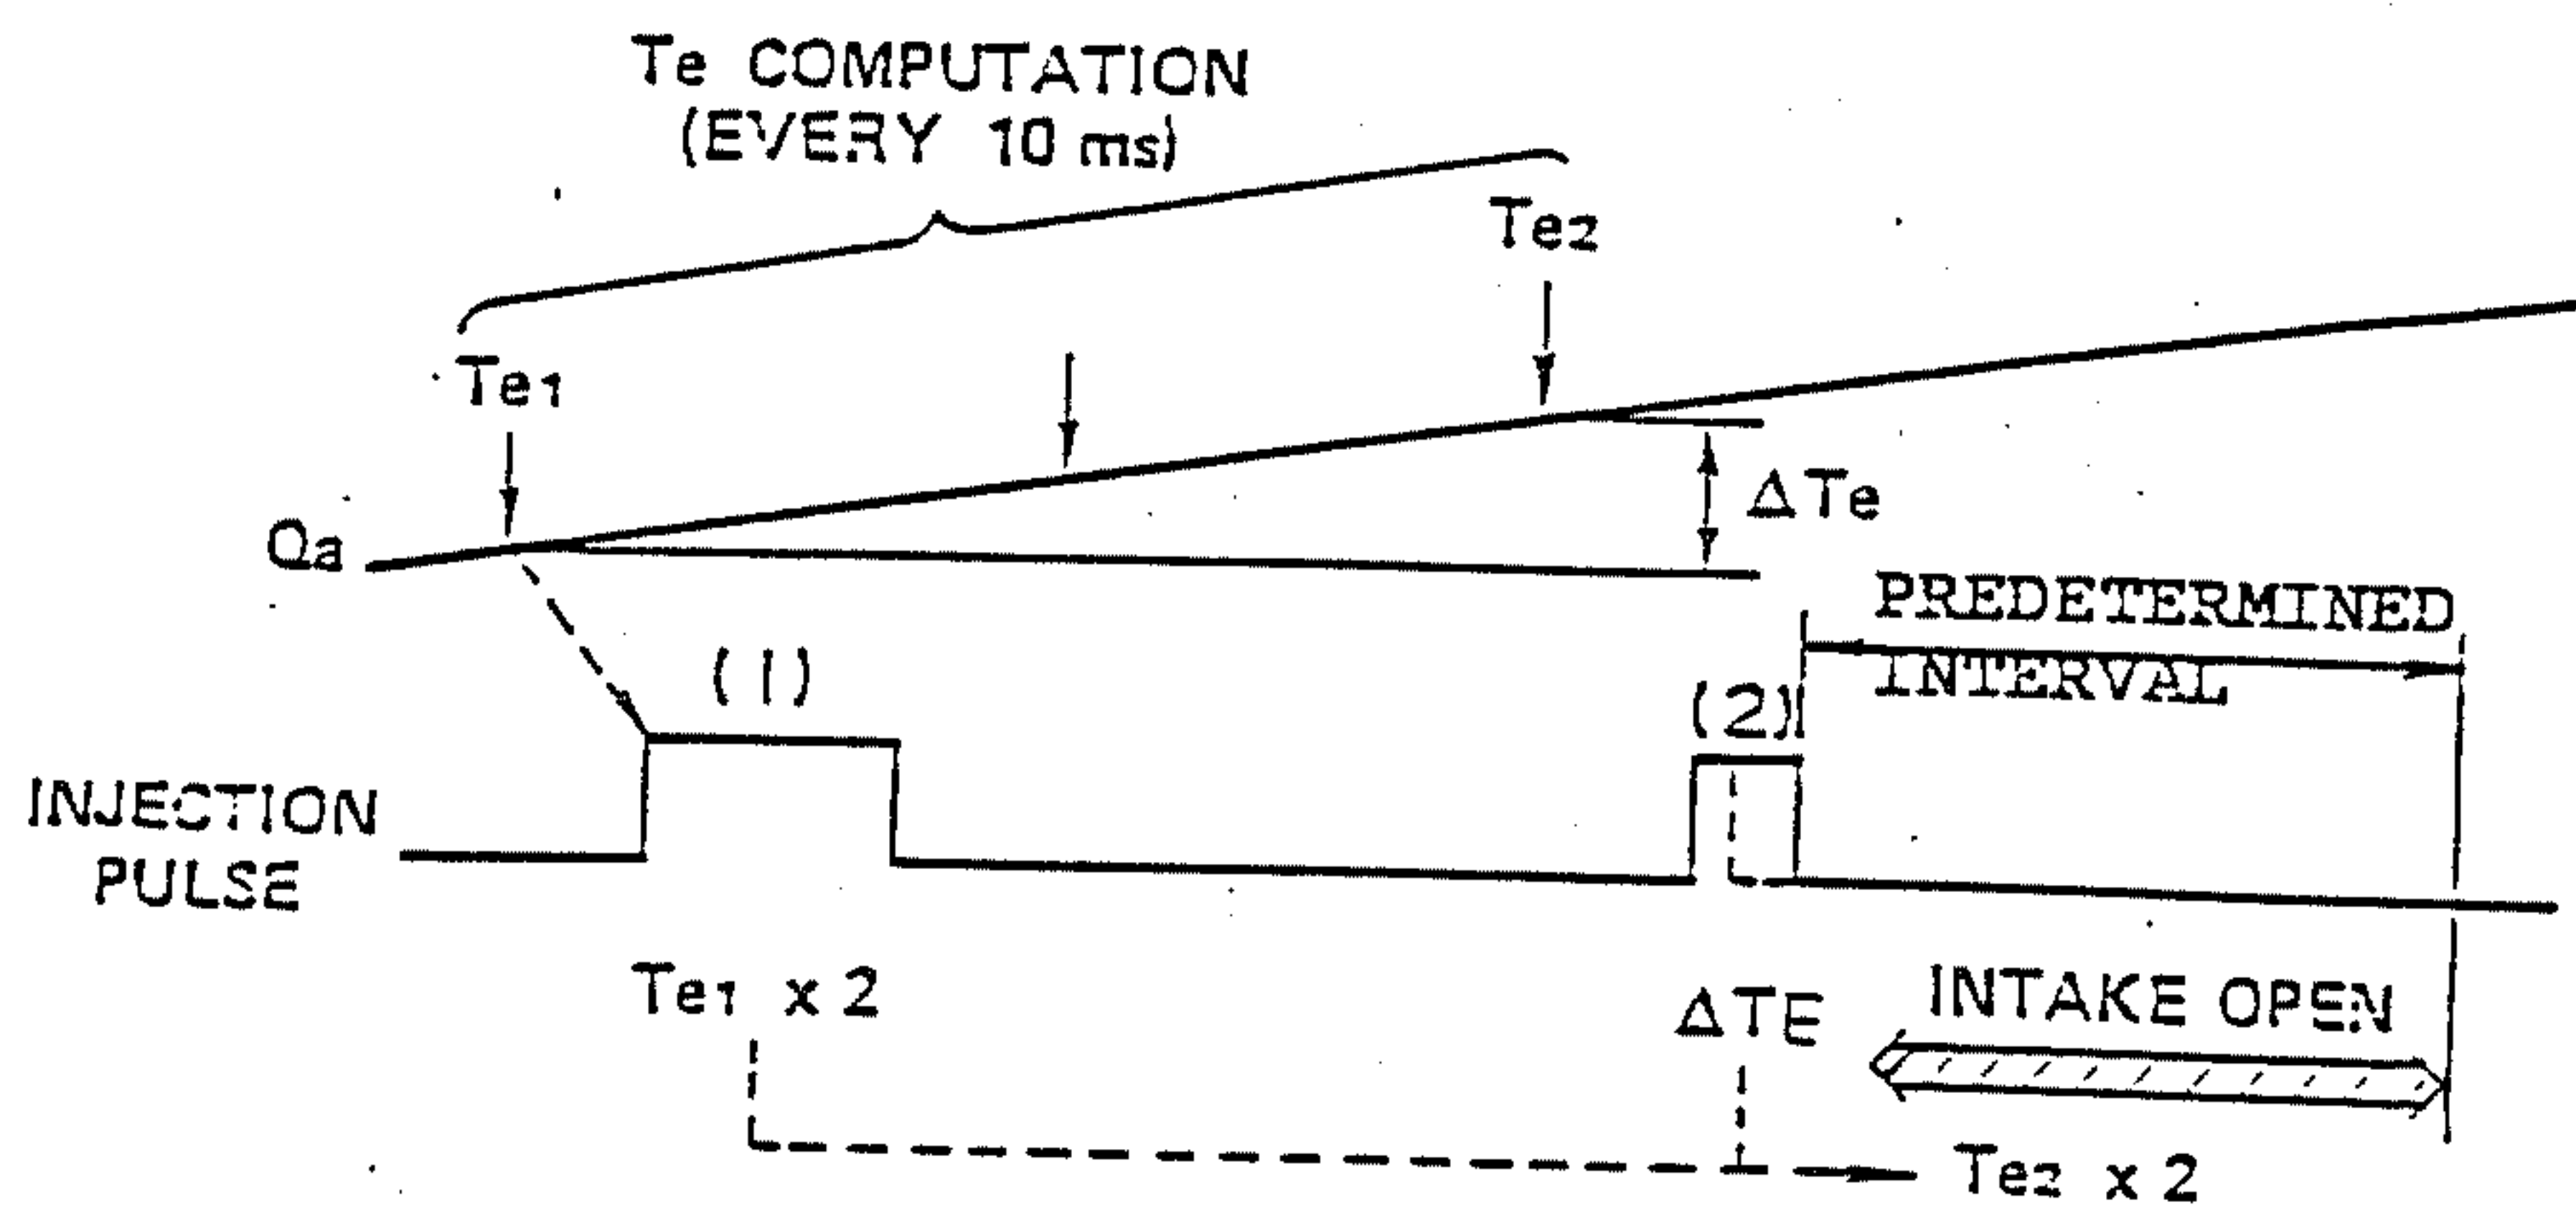 Te COMPUTATION
(EVERY 10 ms)
Te2
Te1
ΔTe
Qa
PREDETERMINED
INTERVAL
(1)
(2)
INJECTION
PULSE
Te1 x 2
ΔTE
INTAKE OPEN
Te2 x 2